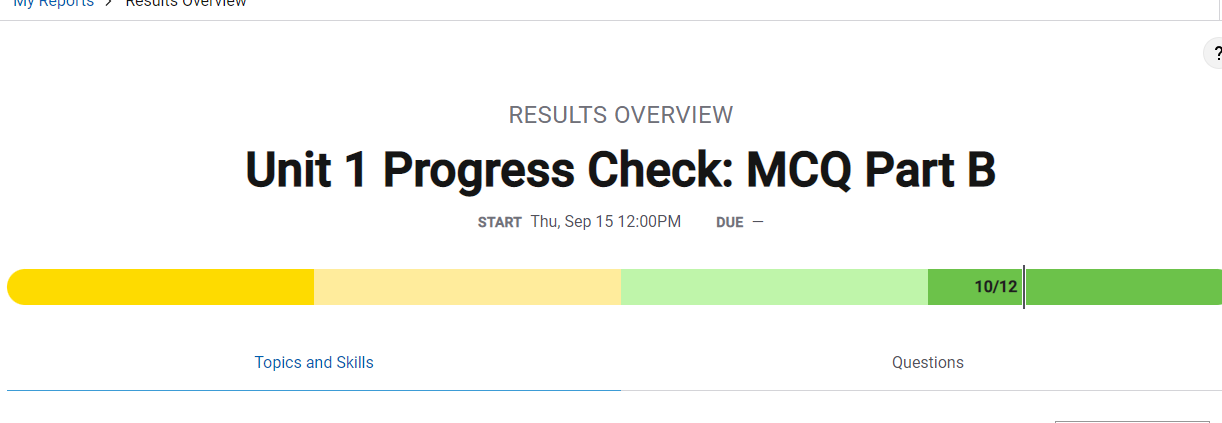 My Reports > Results Overview
?
RESULTS OVERVIEW
Unit 1 Progress Check: MCQ Part B
START Thu, Sep 15 12:00PM DUE —
10/12
Topics and Skills Questions